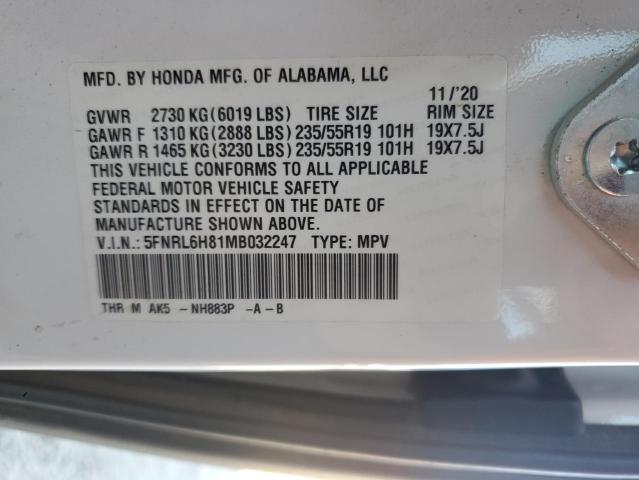 MFD. BY HONDA MFG. OF ALABAMA, LLC
11/'20
GVWR 2730 KG(6019 LBS) TIRE SIZE RIM SIZE
GAWR F 1310 KG(2888 LBS) 235/55R19 101H 19X7.5J
GAWR R 1465 KG(3230 LBS) 235/55R19 101H 19X7.5J
THIS VEHICLE CONFORMS TO ALL APPLICABLE
FEDERAL MOTOR VEHICLE SAFETY
STANDARDS IN EFFECT ON THE DATE OF
MANUFACTURE SHOWN ABOVE.
V.I.N.: 5FNRL6H81MB032247 TYPE: MPV
THR M AK5 - NH883P -A-B